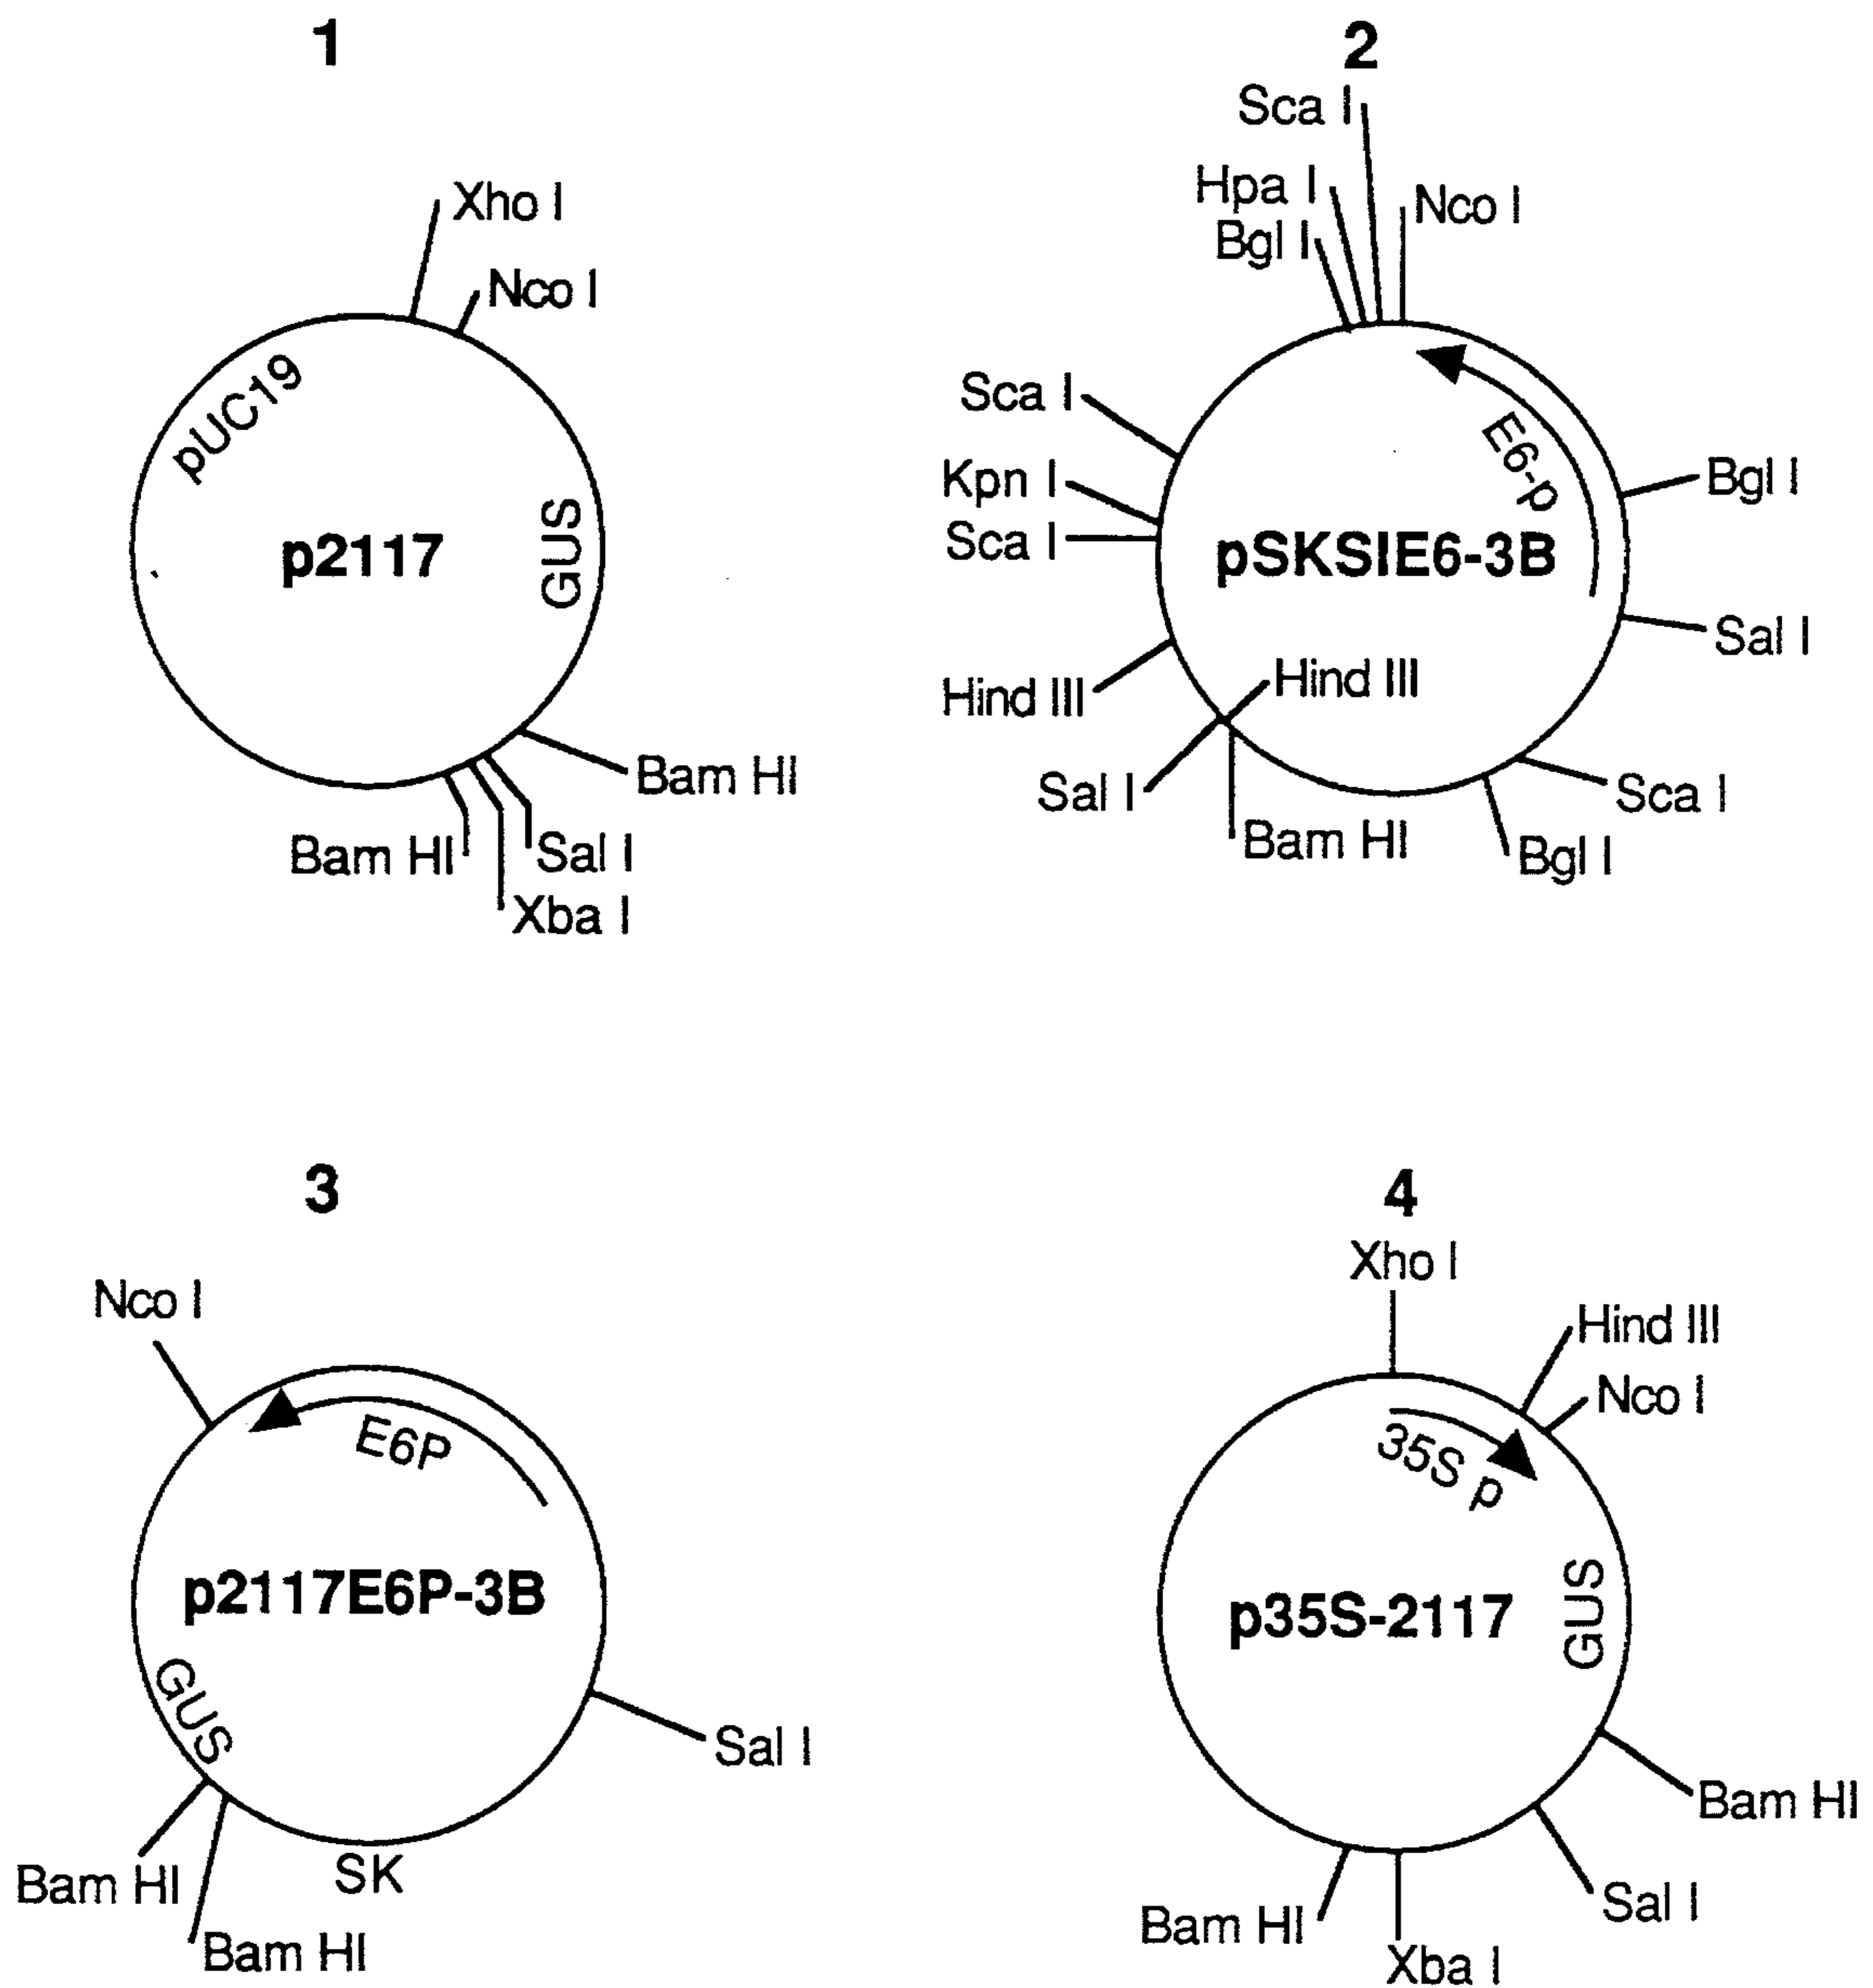 1
Xho I
Nco I
pUC19
GUS
p2117
Bam HI
Sal I
Xba I
Bam HI
2
Sca I
Hpa I
Bgl I
Nco I
Sca I
Kpn I
Sca I
E6-p
Bgl I
pSKSIE6-3B
Sal I
Hind III
Hind III
Sal I
Bam HI
Sca I
Bgl I
3
Nco I
E6P
p2117E6P-3B
GUS
Sal I
Bam HI
SK
Bam HI
4
Xho I
Hind III
Nco I
35S p
GUS
p35S-2117
Bam HI
Sal I
Bam HI
Xba I